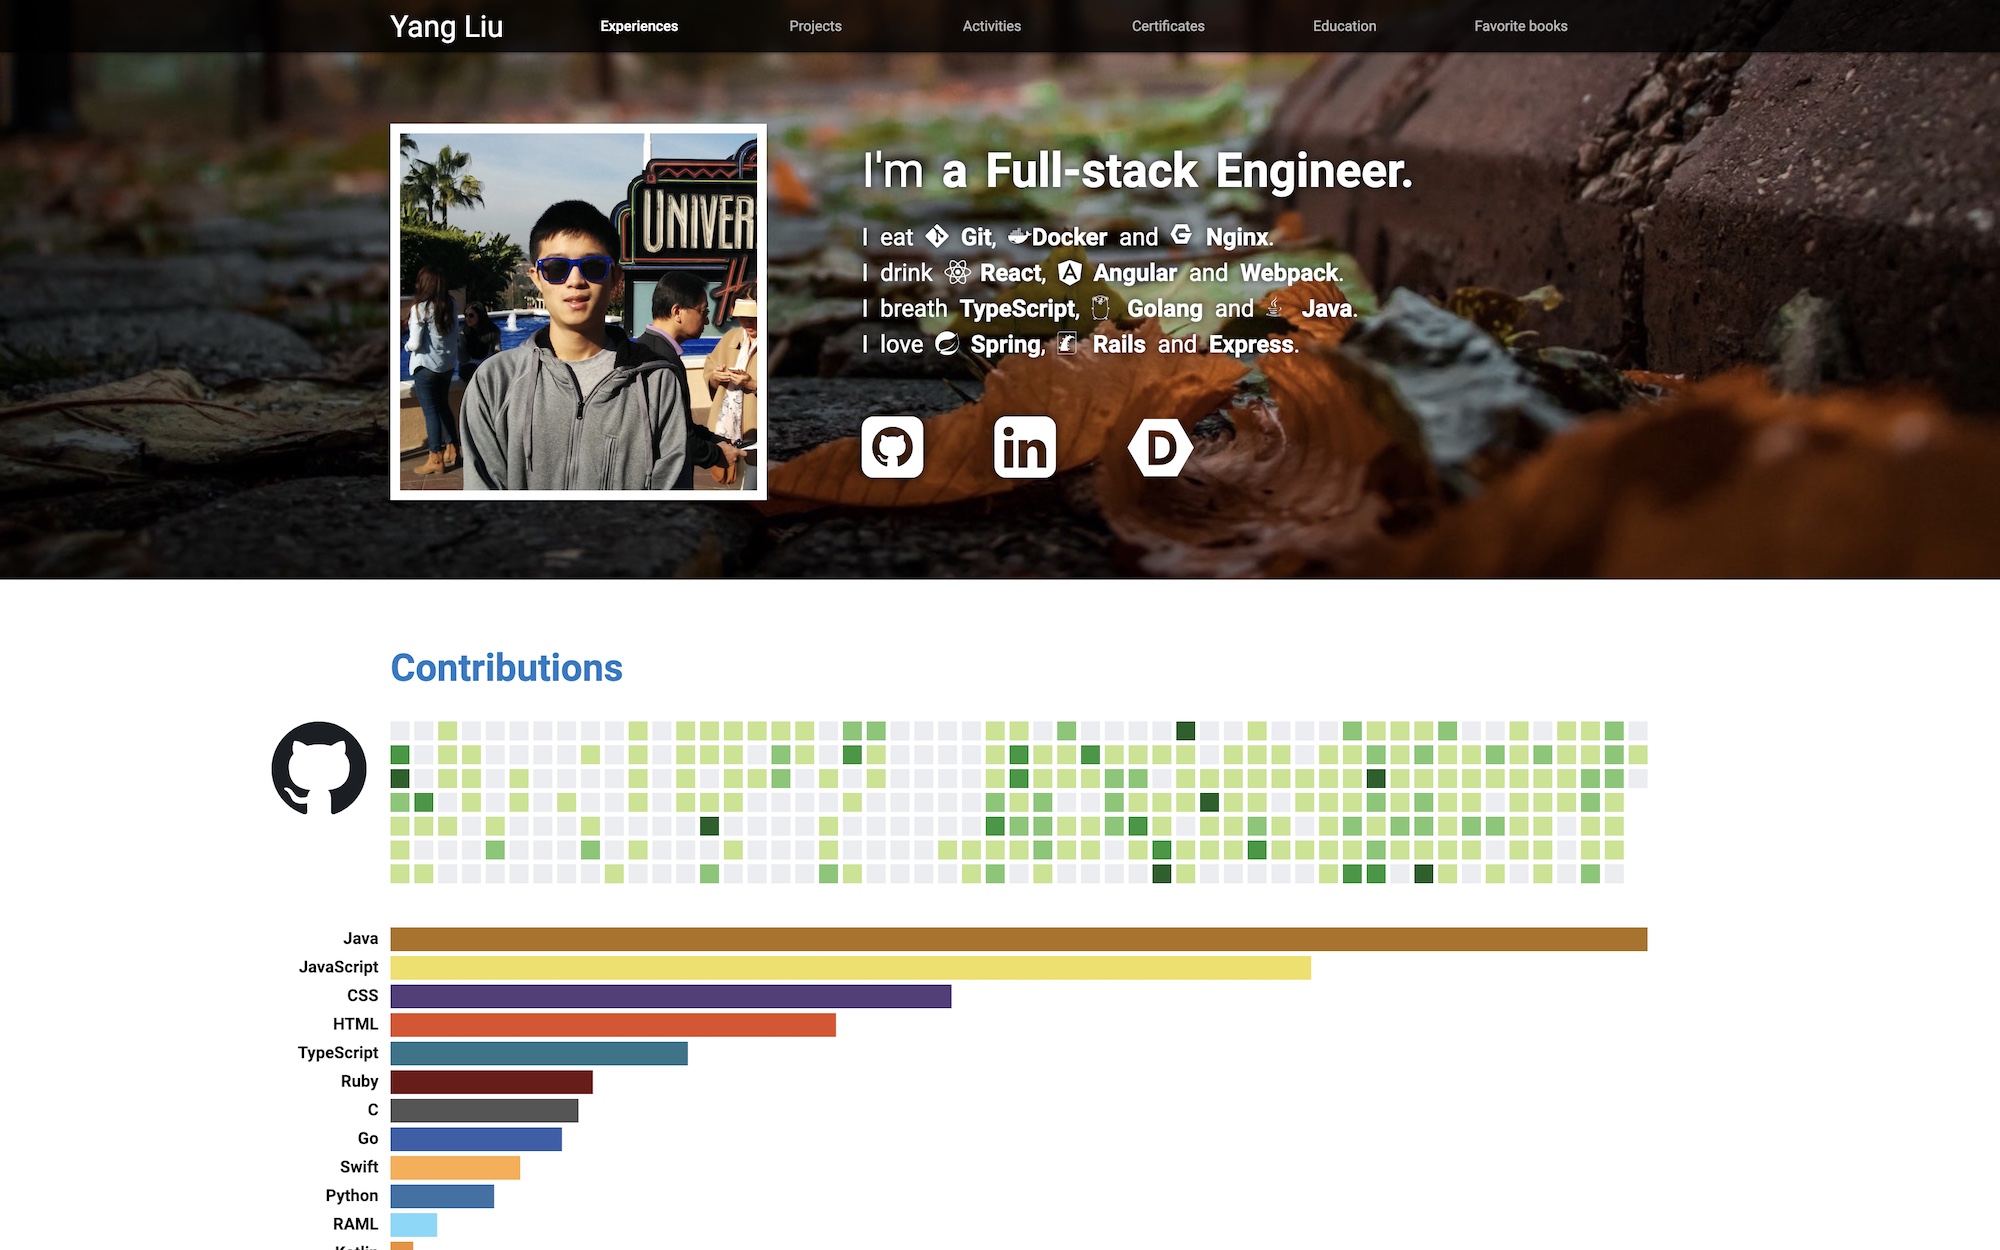 Yang Liu Experiences Projects Activities Certificates Education Favorite books
UNIVER
I'm a Full-stack Engineer.
I eat Git, Docker and Nginx.
I drink React, Angular and Webpack.
I breath TypeScript, Golang and Java.
I love Spring, Rails and Express.
in D
Contributions
Java
JavaScript
CSS
HTML
TypeScript
Ruby
C
Go
Swift
Python
RAML